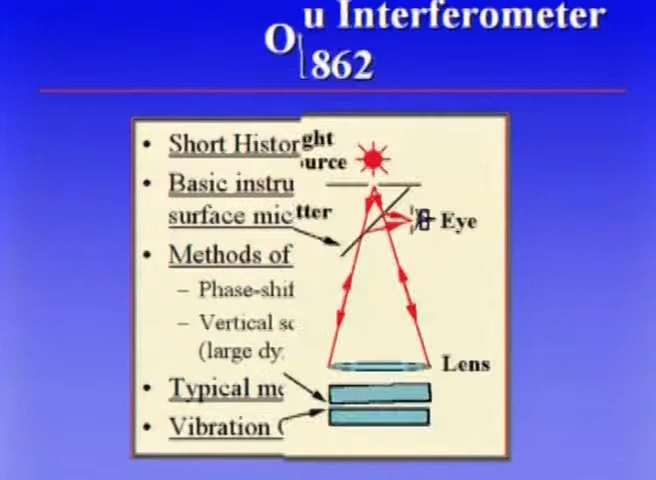 O
u Interferometer
862
• Short Histor
ght
urce
• Basic instru
surface mic
tter
Eye
• Methods of
– Phase-shif
– Vertical sc
(large dy
Lens
• Typical me
• Vibration